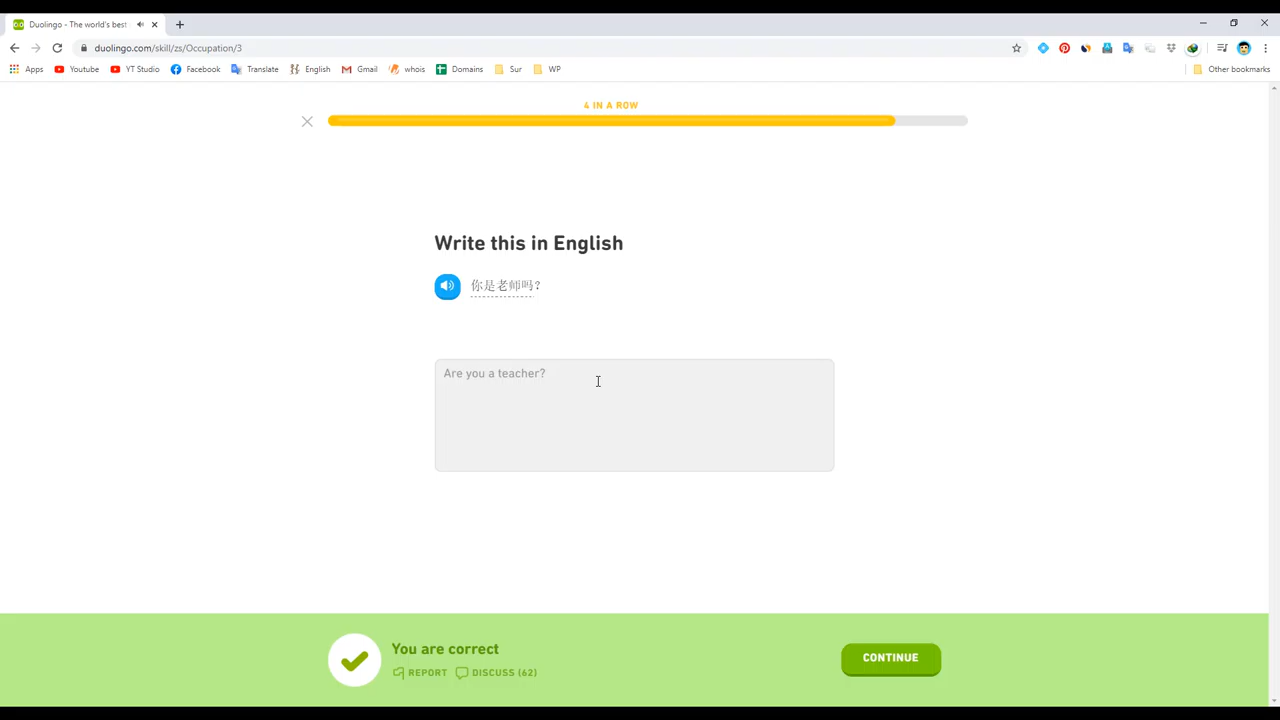 Duolingo - The world's best
duolingo.com/skill/zs/Occupation/3
Apps Youtube YT Studio Facebook Translate English Gmail whois Domains Sur WP Other bookmarks
4 IN A ROW
Write this in English
你是老师吗?
Are you a teacher?
You are correct
REPORT DISCUSS (62)
CONTINUE